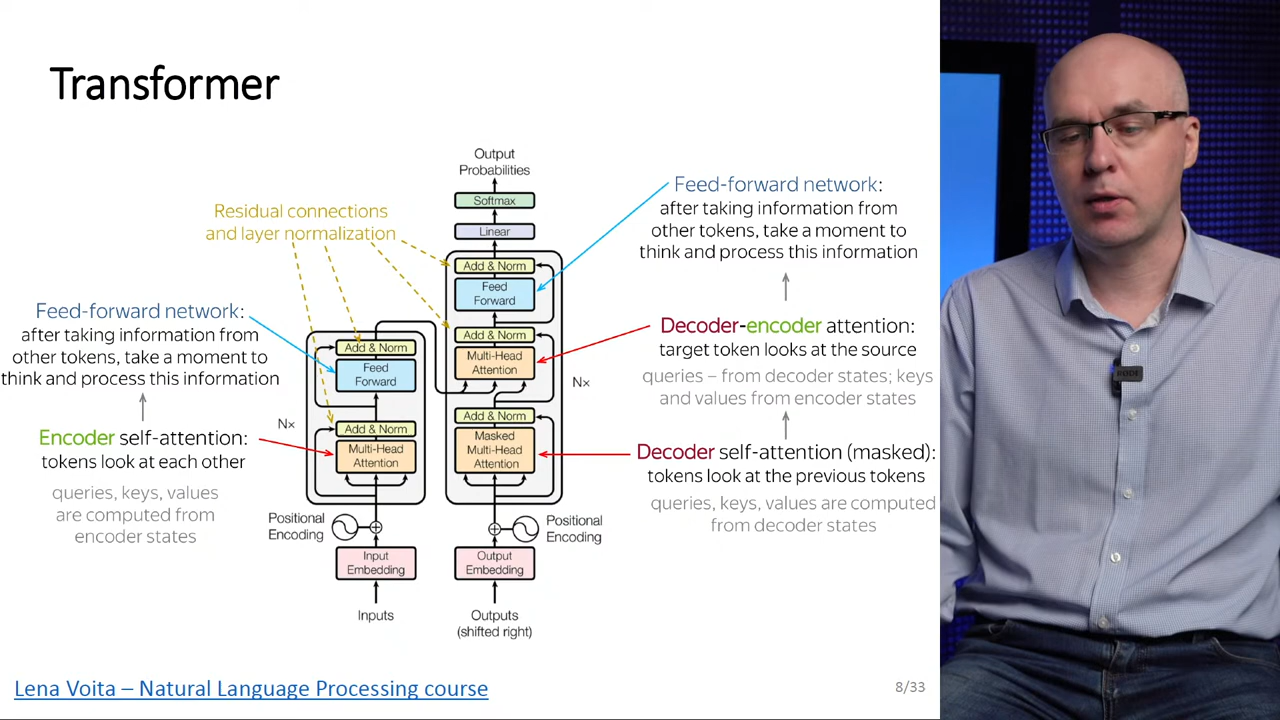 Transformer
Output
Probabilities
Softmax
Linear
Add & Norm
Feed
Forward
Add & Norm
Multi-Head
Attention
Nx
Add & Norm
Masked
Multi-Head
Attention
Residual connections
and layer normalization
Feed-forward network:
after taking information from
other tokens, take a moment to
think and process this information
Add & Norm
Feed
Forward
Nx
Add & Norm
Multi-Head
Attention
Encoder self-attention:
tokens look at each other
queries, keys, values
are computed from
encoder states
Feed-forward network:
after taking information from
other tokens, take a moment to
think and process this information
Decoder-encoder attention:
target token looks at the source
queries – from decoder states; keys
and values from encoder states
Decoder self-attention (masked):
tokens look at the previous tokens
queries, keys, values are computed
from decoder states
Positional
Encoding
Positional
Encoding
Input
Embedding
Output
Embedding
Inputs
Outputs
(shifted right)
Lena Voita – Natural Language Processing course
8/33
RODE